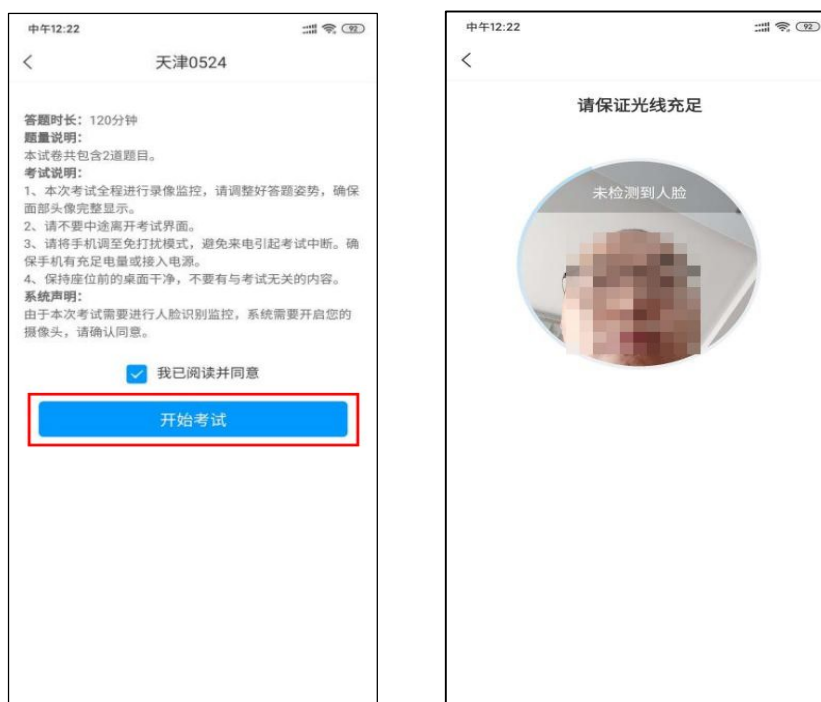 中午12:22
92
天津0524
答题时长：120分钟
题量说明：
本试卷共包含2道题目。
考试说明：
1、本次考试全程进行录像监控，请调整好答题姿势，确保
面部头像完整显示。
2、请不要中途离开考试界面。
3、请将手机调至免打扰模式，避免来电引起考试中断。确
保手机有充足电量或接入电源。
4、保持座位前的桌面干净，不要有与考试无关的内容。
系统声明：
由于本次考试需要进行人脸识别监控，系统需要开启您的
摄像头，请确认同意。
我已阅读并同意
开始考试
中午12:22
92
请保证光线充足
未检测到人脸